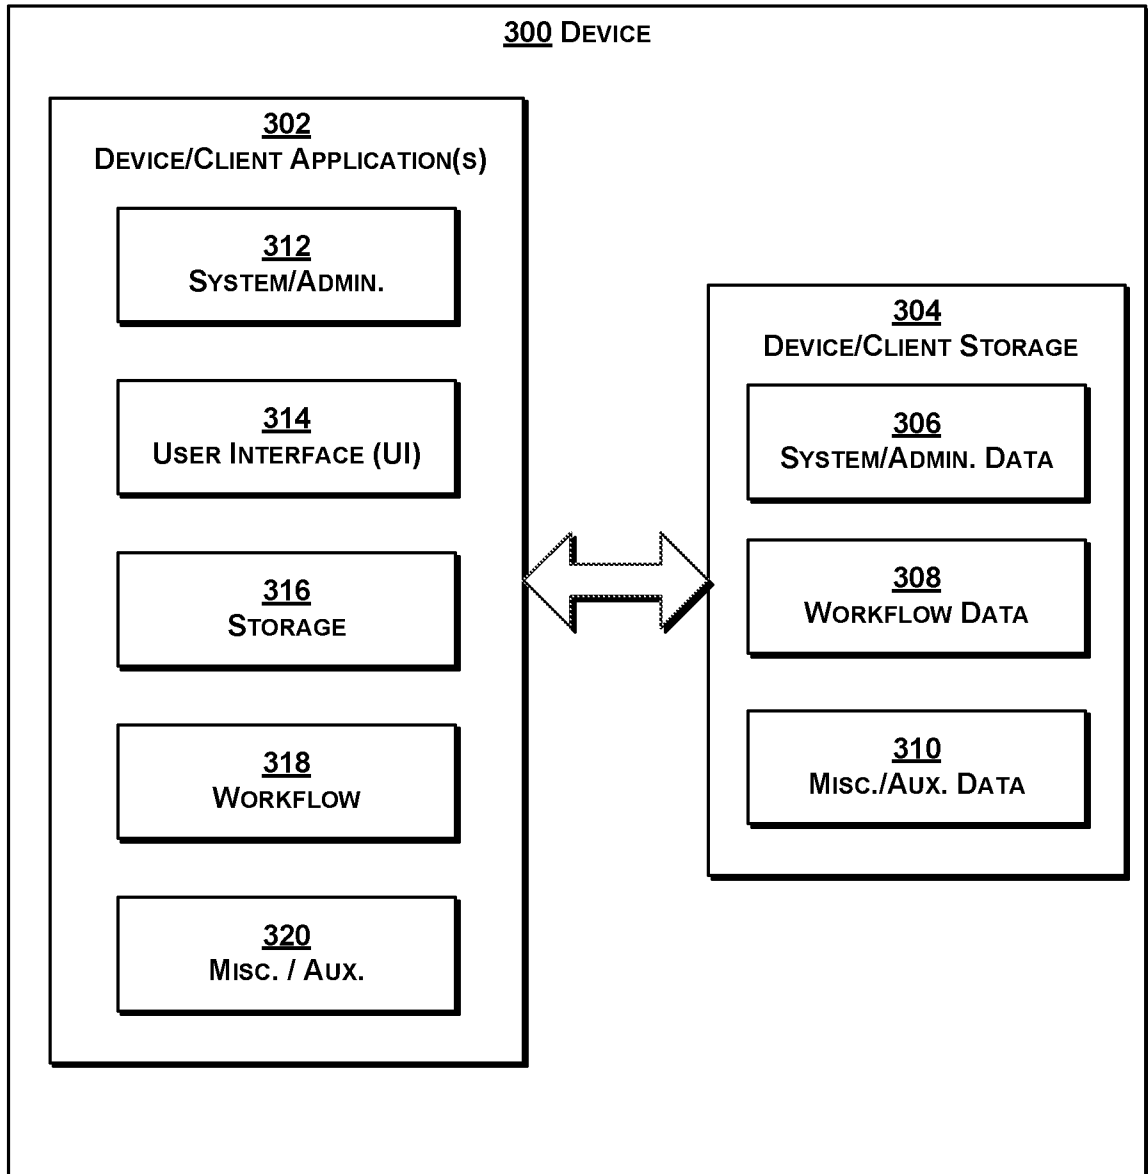 300 DEVICE
302
DEVICE/CLIENT APPLICATION(S)
312
SYSTEM/ADMIN.
314
USER INTERFACE (UI)
316
STORAGE
318
WORKFLOW
320
MISC. / AUX.
304
DEVICE/CLIENT STORAGE
306
SYSTEM/ADMIN. DATA
308
WORKFLOW DATA
310
MISC./AUX. DATA